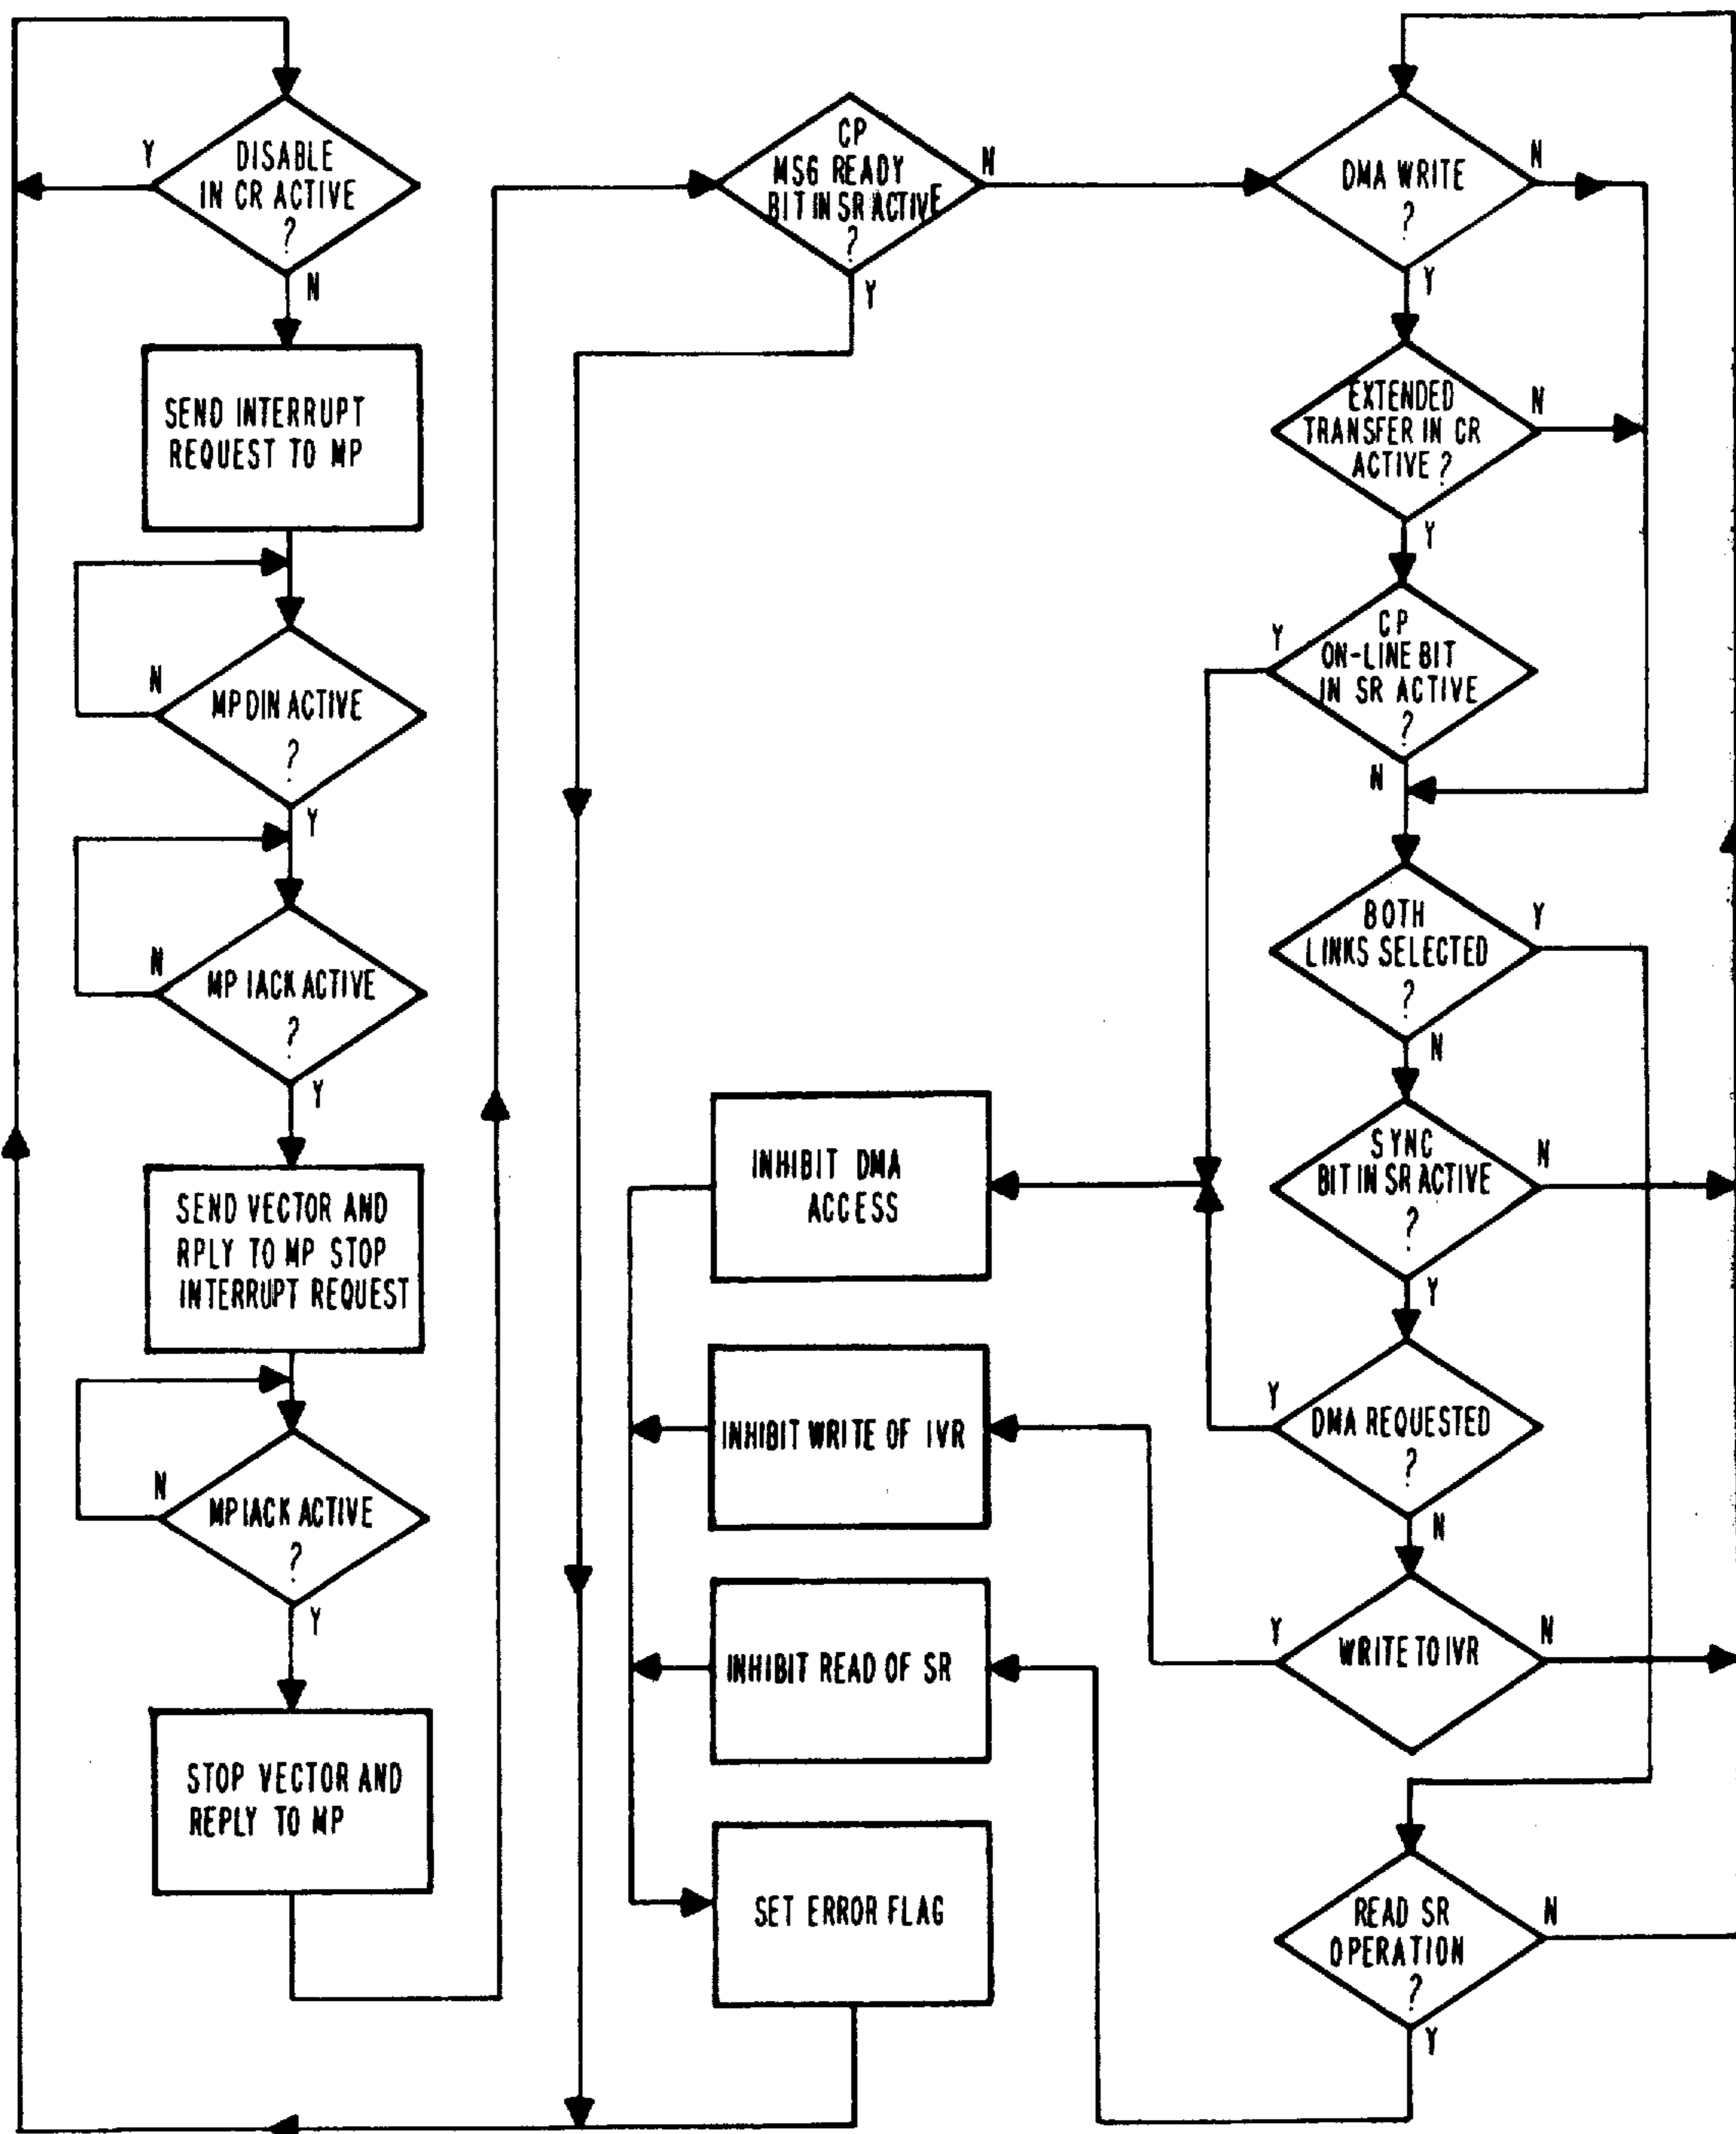 Y
DISABLE
IN CR ACTIVE
?
N
SEND INTERRUPT
REQUEST TO MP
N
MP DIN ACTIVE
?
Y
N
MP IACK ACTIVE
?
Y
SEND VECTOR AND
RPLY TO MP STOP
INTERRUPT REQUEST
N
MP IACK ACTIVE
?
Y
STOP VECTOR AND
REPLY TO MP
CP
MSG READY
BIT IN SR ACTIVE
?
N
Y
INHIBIT DMA
ACCESS
INHIBIT WRITE OF IVR
INHIBIT READ OF SR
SET ERROR FLAG
DMA WRITE
?
N
Y
EXTENDED
TRANSFER IN CR
ACTIVE ?
N
Y
Y
CP
ON-LINE BIT
IN SR ACTIVE
?
N
BOTH
LINKS SELECTED
?
Y
N
SYNC
BIT IN SR ACTIVE
?
N
Y
Y
DMA REQUESTED
?
N
Y
WRITE TO IVR
N
READ SR
OPERATION
?
N
Y